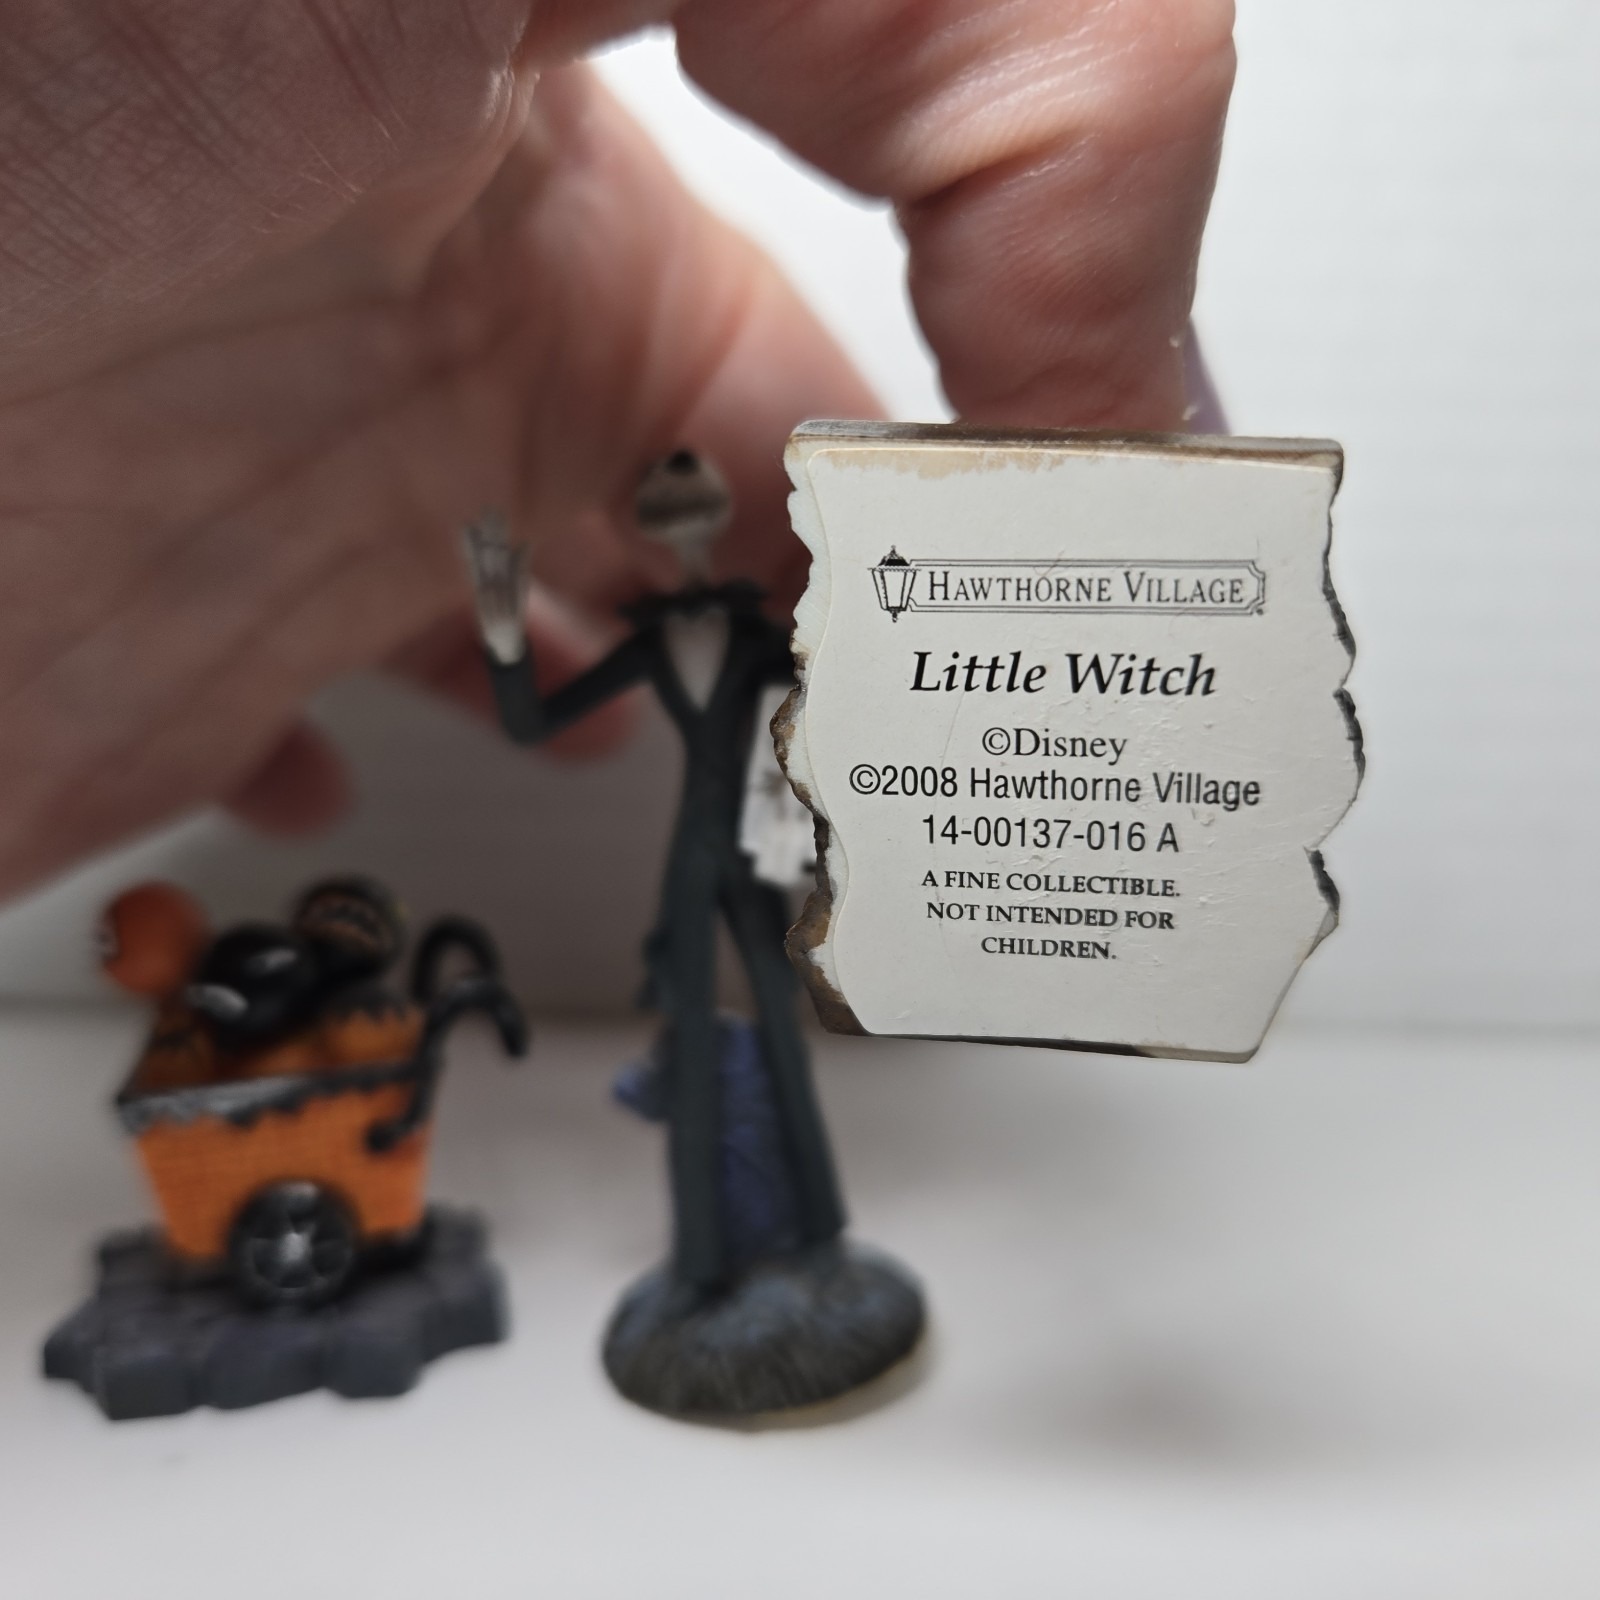 HAWTHORNE VILLAGE
Little Witch
©Disney
©2008 Hawthorne Village
14-00137-016 A
A FINE COLLECTIBLE.
NOT INTENDED FOR
CHILDREN.